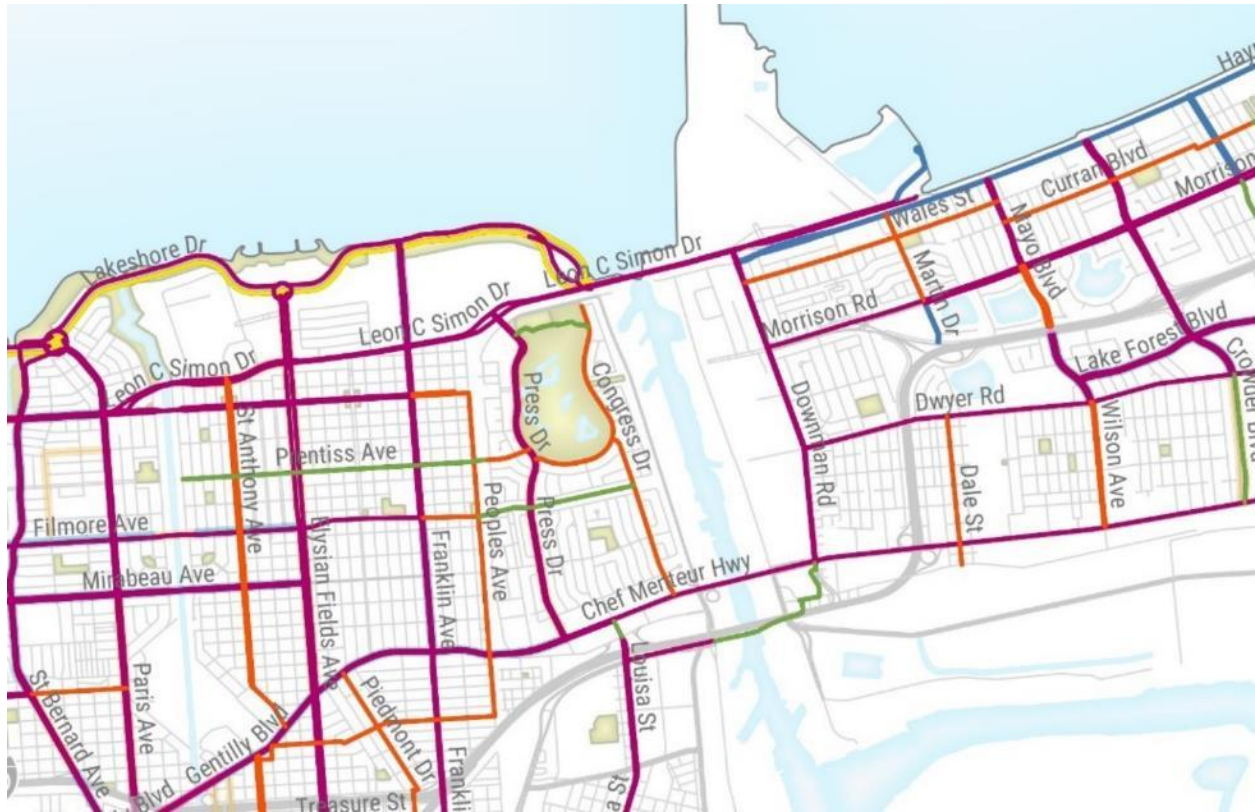 Hay
Curran Blvd
Morrison
Wales St
Mayo Blvd
Martin Dr
Lakeshore Dr
Leon C Simon Dr
Leon C Simon Dr
Leon C Simon Dr
Morrison Rd
Lake Forest Blvd
Press Dr
Congress Dr
Downman Rd
Dwyer Rd
St Anthony Ave
Prentiss Ave
Wilson Ave
Dale St
Peoples Ave
Press Dr
Filmore Ave
Elysian Fields Ave
Franklin Ave
Mirabeau Ave
Chef Menteur Hwy
St Bernard Ave
Paris Ave
Louisa St
Gentilly Blvd
Piedmont Dr
Blvd
Treasure St